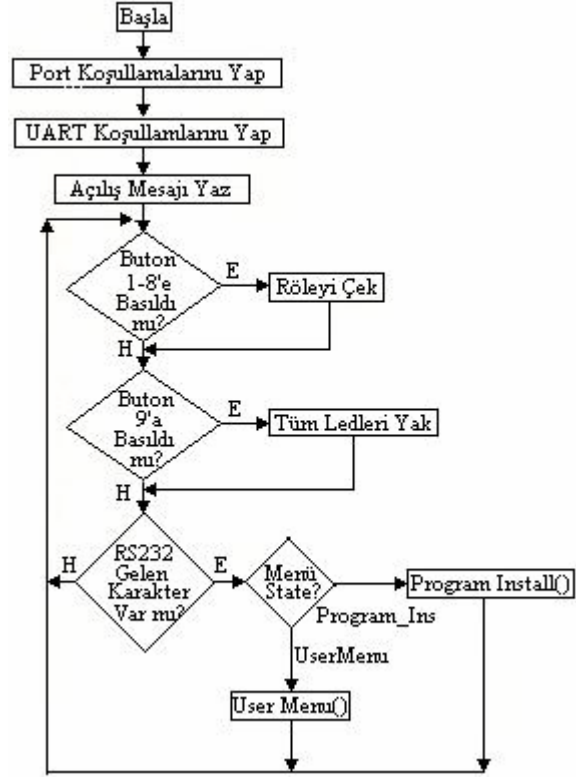 Başla
Port Koşullamalarını Yap
UART Koşullamlarını Yap
Açılış Mesajı Yaz
Buton
1-8'e
Basıldı
mı?
E
Röleyi Çek
H
Buton
9'a
Basıldı
mı?
E
Tüm Ledleri Yak
H
RS232
Gelen
Karakter
Var mı?
H
E
Menü
State?
Program Install()
Program_Ins
UserMenu
User Menu()